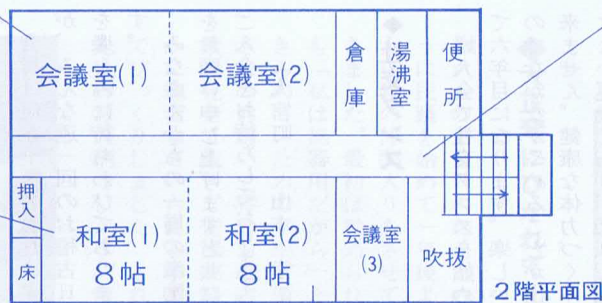 会議室(1)
会議室(2)
倉庫
湯沸室
便所
押入
床
和室(1)
8帖
和室(2)
8帖
会議室
(3)
吹抜
2階平面図